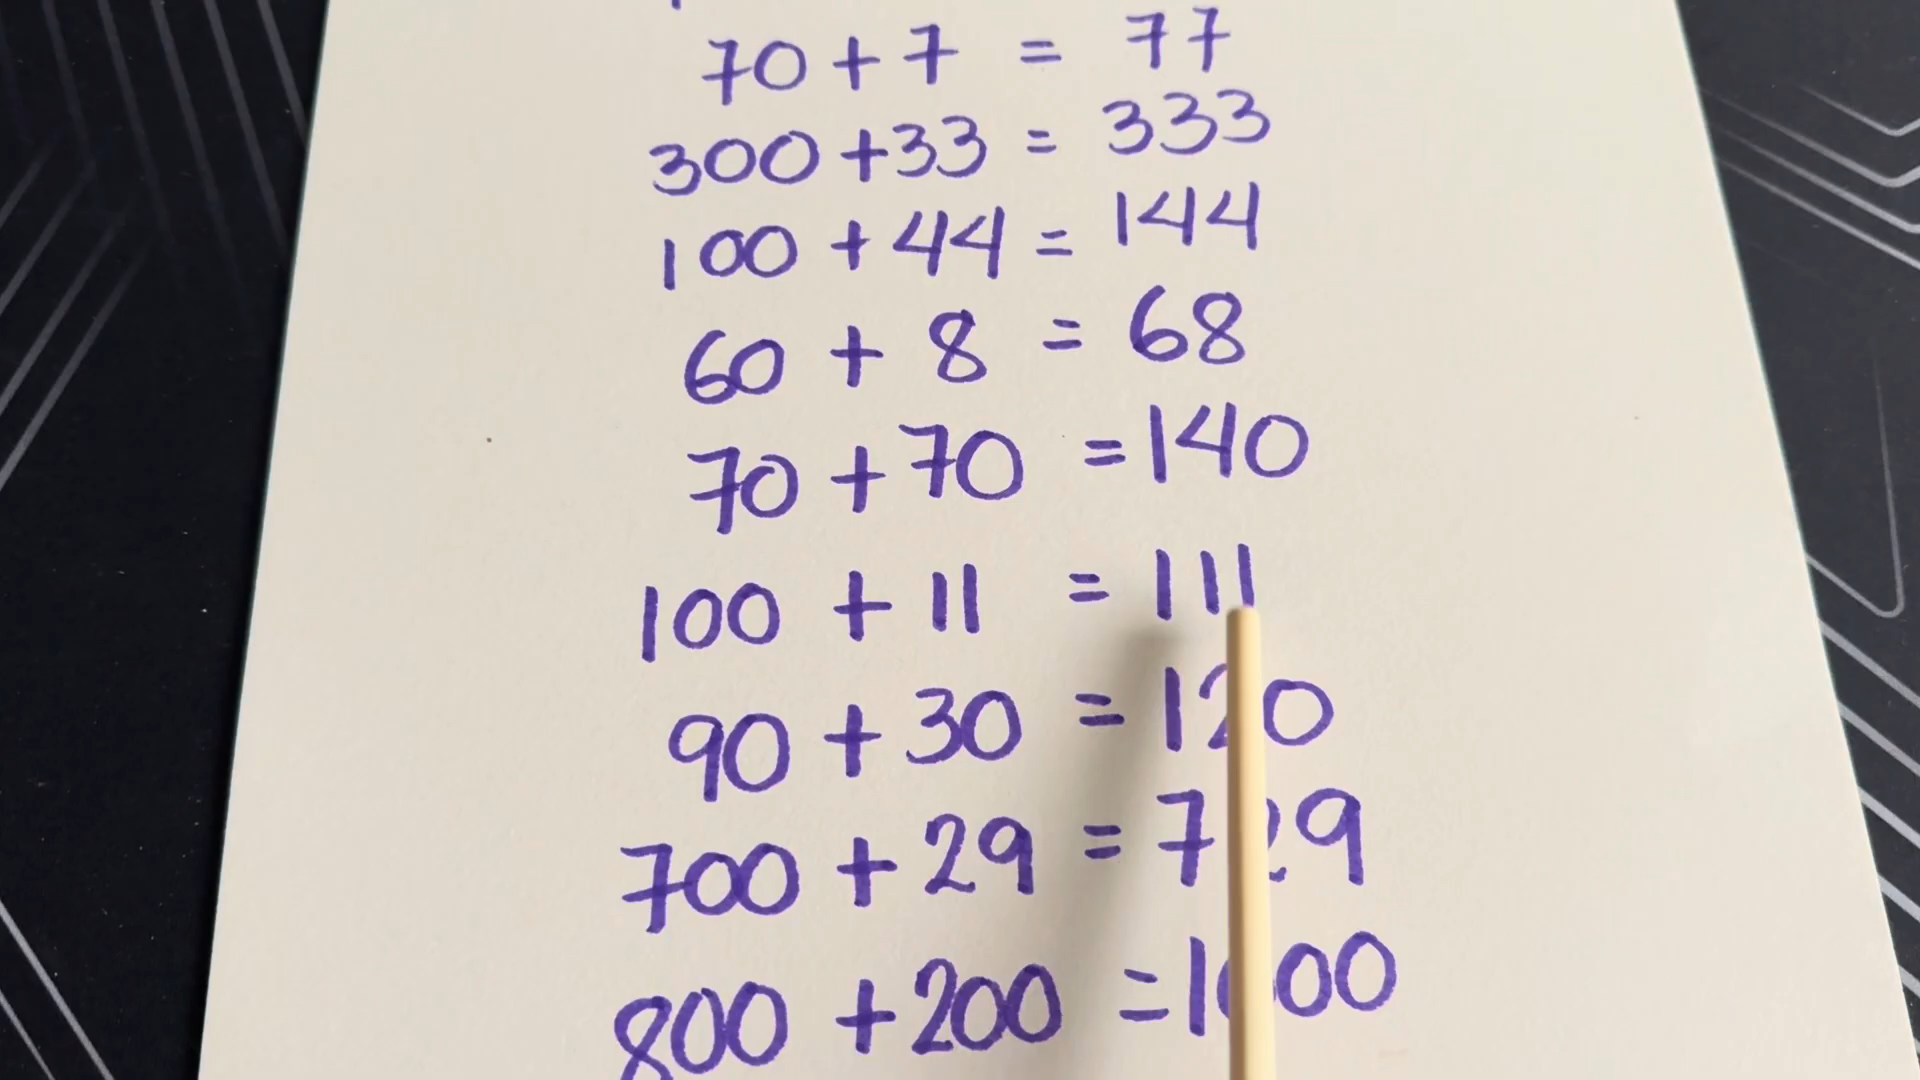 70 + 7 = 77
300 + 33 = 333
100 + 44 = 144
60 + 8 = 68
70 + 70 = 140
100 + 11 = 111
90 + 30 = 120
700 + 29 = 729
800 + 200 = 1000